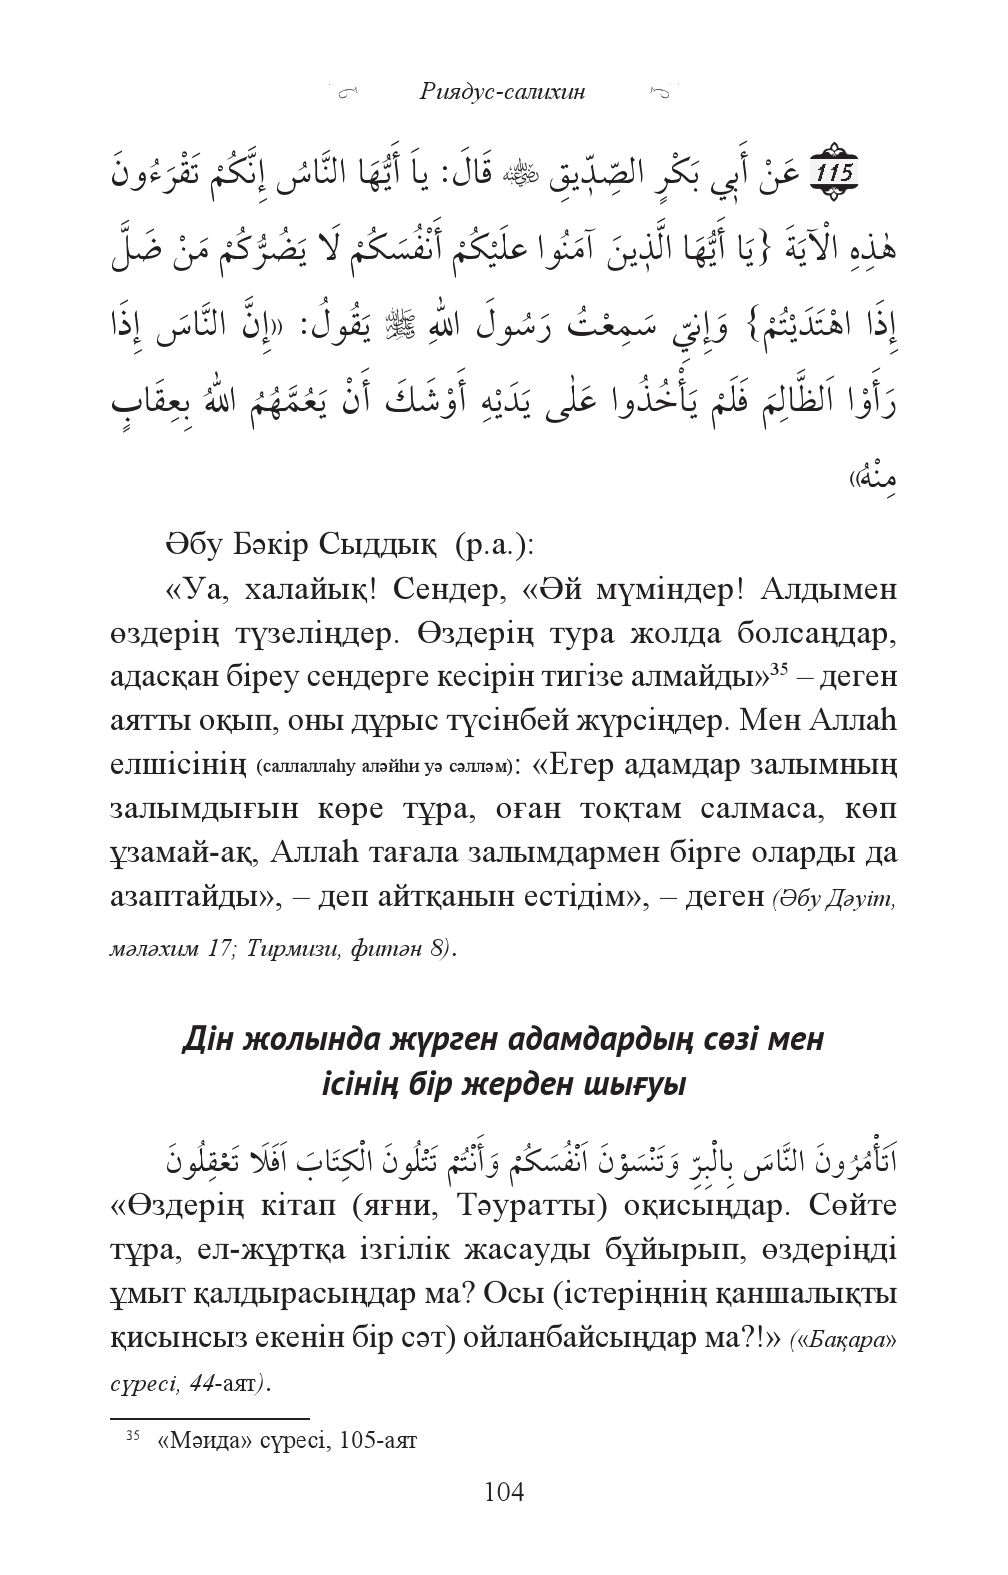 Риядус-салихин
115 عَنْ أَبِي بَكْرٍ الصِّدِّيقِ ﷺ قَالَ: ياَ أَيُّهَا النَّاسُ إِنَّكُمْ تَقْرَءُونَ
هٰذِهِ الْآيَةَ {يَا أَيُّهَا الَّذِينَ آمَنُوا علَيْكُمْ أَنْفُسَكُمْ لَا يَضُرُّكُمْ مَنْ ضَلَّ
إِذَا اهْتَدَيْتُمْ} وَإِنيِّ سَمِعْتُ رَسُولَ اللهِ ﷺ يَقُولُ: «إِنَّ النَّاسَ إِذَا
رَأَوْا اَلظَّالِمَ فَلَمْ يَأْخُذُوا عَلٰى يَدَيْهِ أَوْشَكَ أَنْ يَعُمَّهُمُ اللهُ بِعِقَابٍ
مِنْهُ»
Әбу Бәкір Сыддық (р.а.):
«Уа, халайық! Сендер, «Әй мүміндер! Алдымен
өздерің түзеліңдер. Өздерің тура жолда болсаңдар,
адасқан біреу сендерге кесірін тигізе алмайды»35 – деген
аятты оқып, оны дұрыс түсінбей жүрсіңдер. Мен Аллаһ
елшісінің (саллаллаһу аләйһи уә сәлләм): «Егер адамдар залымның
залымдығын көре тұра, оған тоқтам салмаса, көп
ұзамай-ақ, Аллаһ тағала залымдармен бірге оларды да
азаптайды», – деп айтқанын естідім», – деген (Әбу Дәуіт,
мәләхим 17; Тирмизи, фитән 8).
Дін жолында жүрген адамдардың сөзі мен
ісінің бір жерден шығуы
اَتَأْمُرُونَ النَّاسَ بِالْبِرِّ وَتَنْسَوْنَ اَنْفُسَكُمْ وَأَنْتُمْ تَتْلُونَ الْكِتَابَ اَفَلَا تَعْقِلُونَ
«Өздерің кітап (яғни, Тәуратты) оқисыңдар. Сөйте
тұра, ел-жұртқа ізгілік жасауды бұйырып, өздеріңді
ұмыт қалдырасыңдар ма? Осы (істеріңнің қаншалықты
қисынсыз екенін бір сәт) ойланбайсыңдар ма?!» («Бақара»
сүресі, 44-аят).
35 «Мәида» сүресі, 105-аят
104